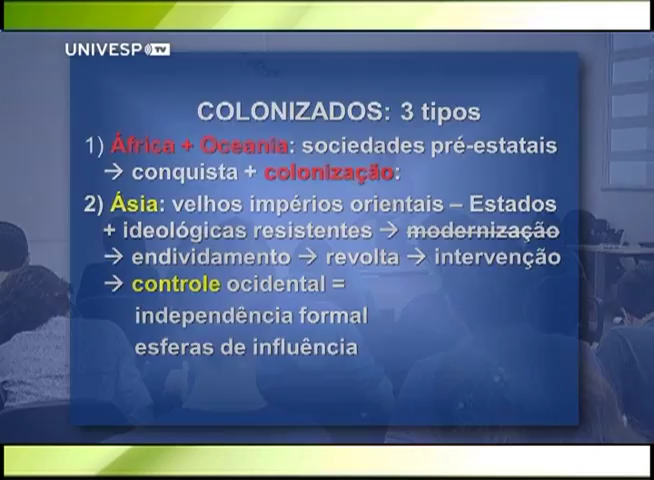 UNIVESP TV
COLONIZADOS: 3 tipos
1) África + Oceania: sociedades pré-estatais
→ conquista + colonização:
2) Ásia: velhos impérios orientais – Estados
+ ideológicas resistentes → modernização
→ endividamento → revolta → intervenção
→ controle ocidental =
independência formal
esferas de influência